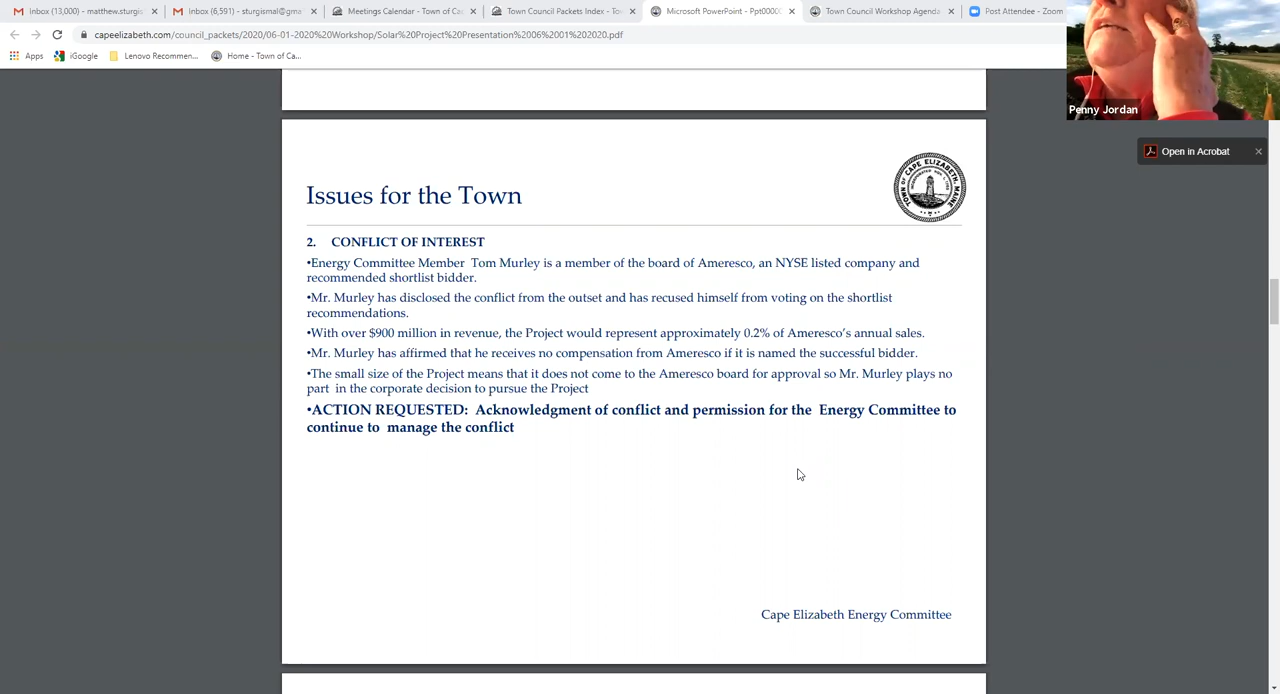 Inbox (13,000) - matthew.sturgi
Inbox (6,591) - sturgismal@gma
Meetings Calendar - Town of Ca
Town Council Packets Index - To
Microsoft PowerPoint - Ppt0000
Town Council Workshop Agenda
Post Attendee - Zoom
capeelizabeth.com/council_packets/2020/06-01-2020%20Workshop/Solar%20Project%20Presentation%2006%2001%202020.pdf
Apps
iGoogle
Lenovo Recommen...
Home - Town of Ca...
Penny Jordan
Open in Acrobat
TOWN OF CAPE ELIZABETH, MAINE
Issues for the Town
2. CONFLICT OF INTEREST
•Energy Committee Member Tom Murley is a member of the board of Ameresco, an NYSE listed company and
recommended shortlist bidder.
•Mr. Murley has disclosed the conflict from the outset and has recused himself from voting on the shortlist
recommendations.
•With over $900 million in revenue, the Project would represent approximately 0.2% of Ameresco's annual sales.
•Mr. Murley has affirmed that he receives no compensation from Ameresco if it is named the successful bidder.
•The small size of the Project means that it does not come to the Ameresco board for approval so Mr. Murley plays no
part in the corporate decision to pursue the Project
•ACTION REQUESTED: Acknowledgment of conflict and permission for the Energy Committee to
continue to manage the conflict
Cape Elizabeth Energy Committee